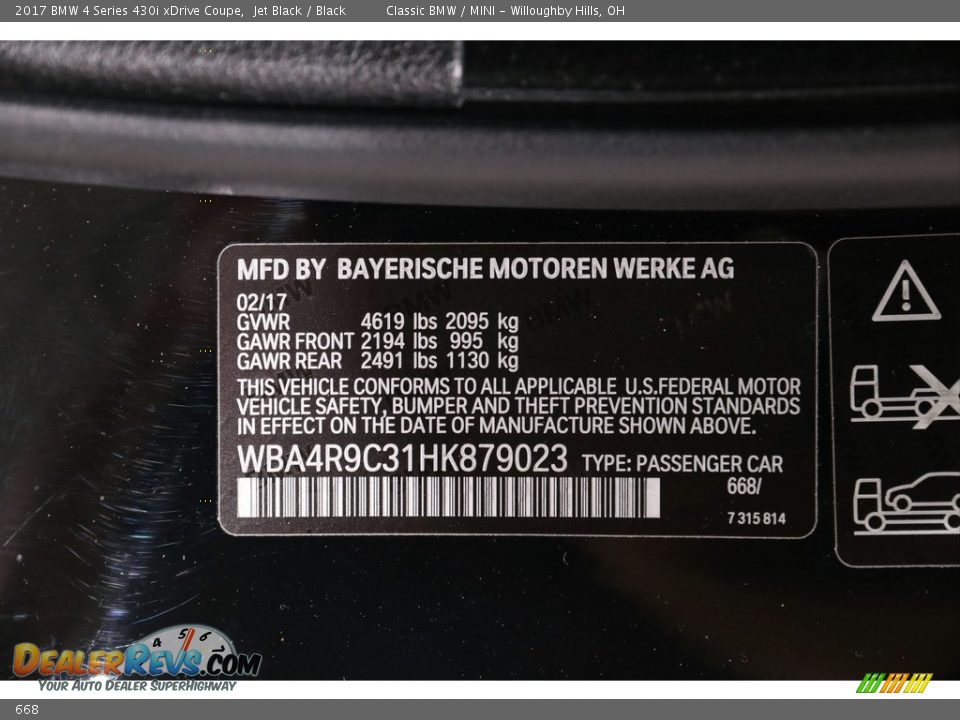 2017 BMW 4 Series 430i xDrive Coupe, Jet Black / Black Classic BMW / MINI - Willoughby Hills, OH
MFD BY BAYERISCHE MOTOREN WERKE AG
02/17
GVWR 4619 lbs 2095 kg
GAWR FRONT 2194 lbs 995 kg
GAWR REAR 2491 lbs 1130 kg
THIS VEHICLE CONFORMS TO ALL APPLICABLE U.S.FEDERAL MOTOR
VEHICLE SAFETY, BUMPER AND THEFT PREVENTION STANDARDS
IN EFFECT ON THE DATE OF MANUFACTURE SHOWN ABOVE.
WBA4R9C31HK879023 TYPE: PASSENGER CAR
668/
7 315 814
4 5 6
DEALERREVS.COM
YOUR AUTO DEALER SUPERHIGHWAY
668